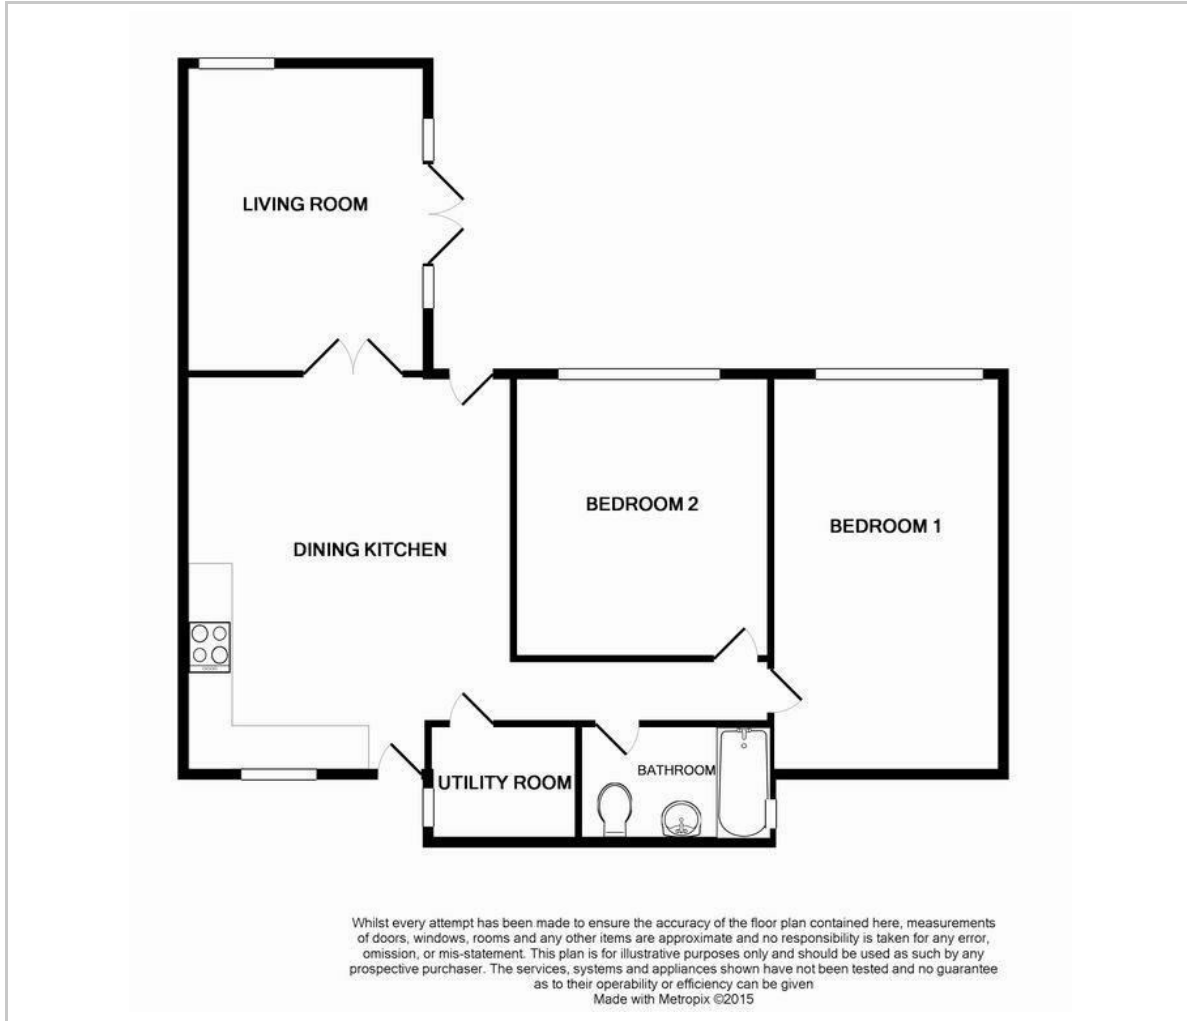 LIVING ROOM
BEDROOM 2
BEDROOM 1
DINING KITCHEN
BATHROOM
UTILITY ROOM
Whilst every attempt has been made to ensure the accuracy of the floor plan contained here, measurements
of doors, windows, rooms and any other items are approximate and no responsibility is taken for any error,
omission, or mis-statement. This plan is for illustrative purposes only and should be used as such by any
prospective purchaser. The services, systems and appliances shown have not been tested and no guarantee
as to their operability or efficiency can be given
Made with Metropix ©2015